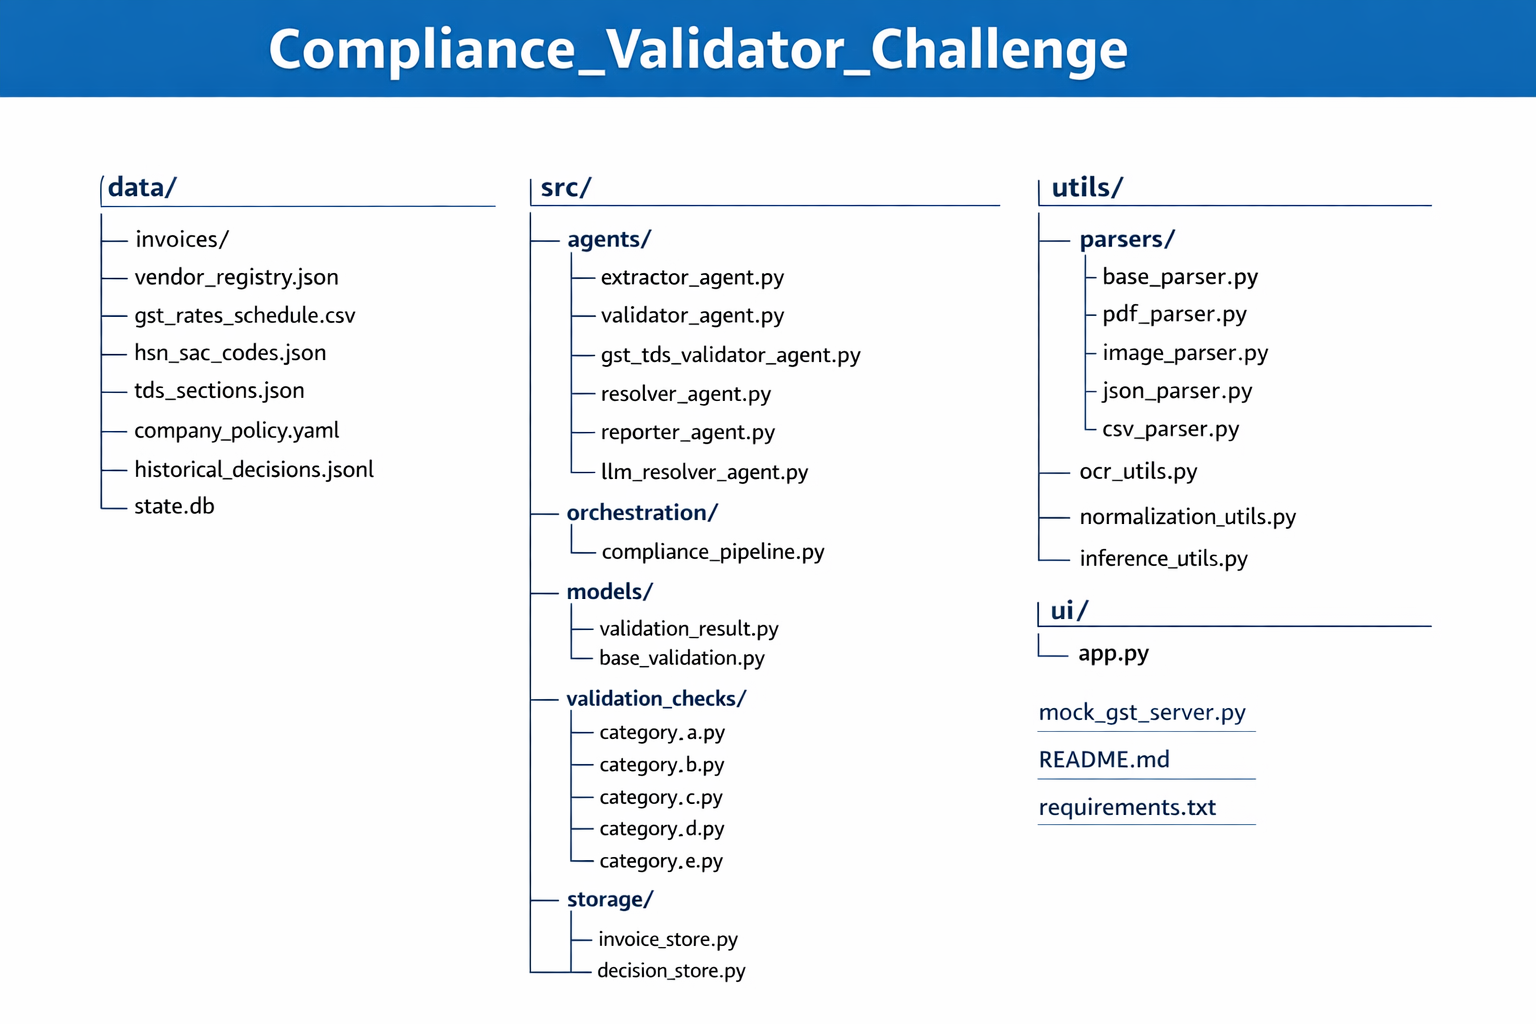 Compliance_Validator_Challenge
data/
invoices/
vendor_registry.json
gst_rates_schedule.csv
hsn_sac_codes.json
tds_sections.json
company_policy.yaml
historical_decisions.jsonl
state.db
src/
agents/
extractor_agent.py
validator_agent.py
gst_tds_validator_agent.py
resolver_agent.py
reporter_agent.py
llm_resolver_agent.py
orchestration/
compliance_pipeline.py
models/
validation_result.py
base_validation.py
validation_checks/
category.a.py
category.b.py
category.c.py
category.d.py
category.e.py
storage/
invoice_store.py
decision_store.py
utils/
parsers/
base_parser.py
pdf_parser.py
image_parser.py
json_parser.py
csv_parser.py
ocr_utils.py
normalization_utils.py
inference_utils.py
ui/
app.py
mock_gst_server.py
README.md
requirements.txt